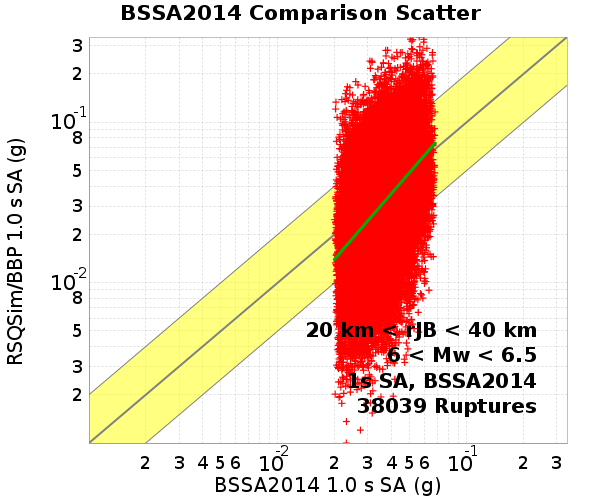 BSSA2014 Comparison Scatter
RSQSim/BBP 1.0 s SA (g)
3
2
10-1
8
5
3
2
10-2
8
5
3
2
20 km < rJB < 40 km
6 < Mw < 6.5
1s SA, BSSA2014
38039 Ruptures
2 3 4 5 6 10-2 2 3 4 5 6 10-1 2 3
BSSA2014 1.0 s SA (g)